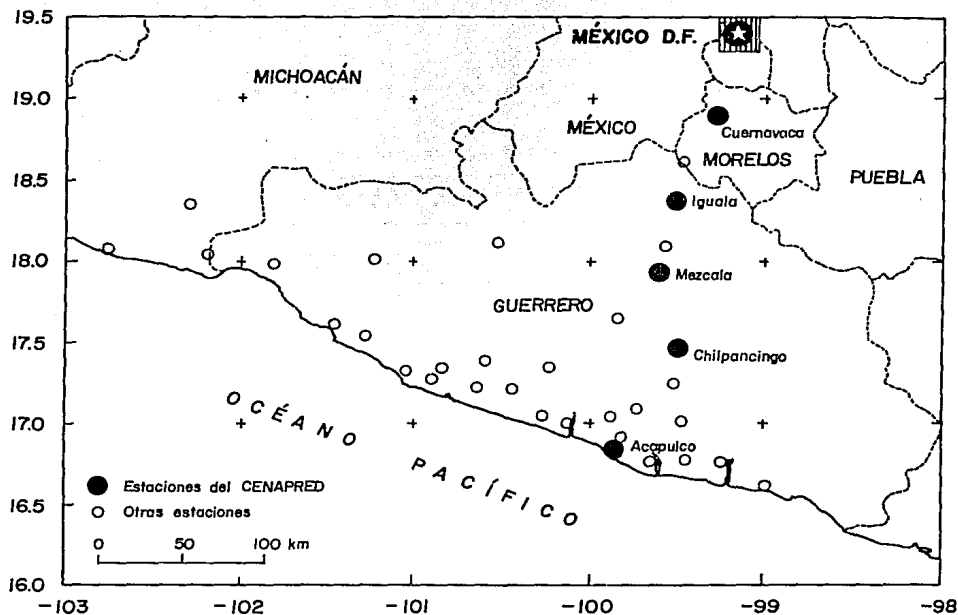 19.5
19.0
18.5
18.0
17.5
17.0
16.5
16.0
-103
-102
-101
-100
-99
-98
MÉXICO D.F.
MICHOACÁN
MÉXICO
Cuernavaca
MORELOS
PUEBLA
Iguala
Mezcala
GUERRERO
Chilpancingo
Acapulco
OCÉANO PACÍFICO
Estaciones del CENAPRED
Otras estaciones
0 50 100 km